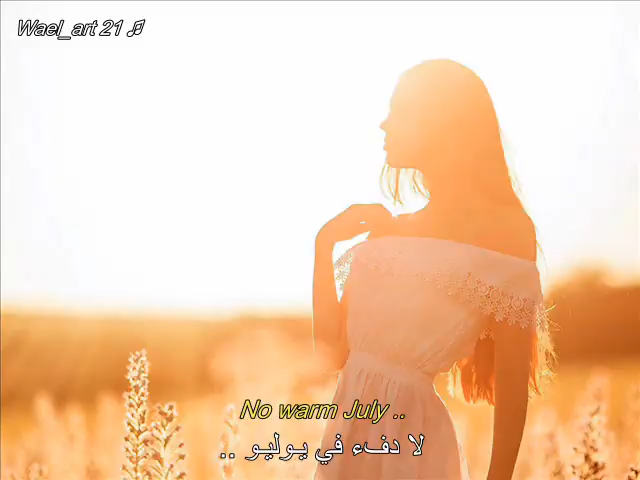 Wael_art 21 ♫
No warm July ..
لا دفء في يوليو ..